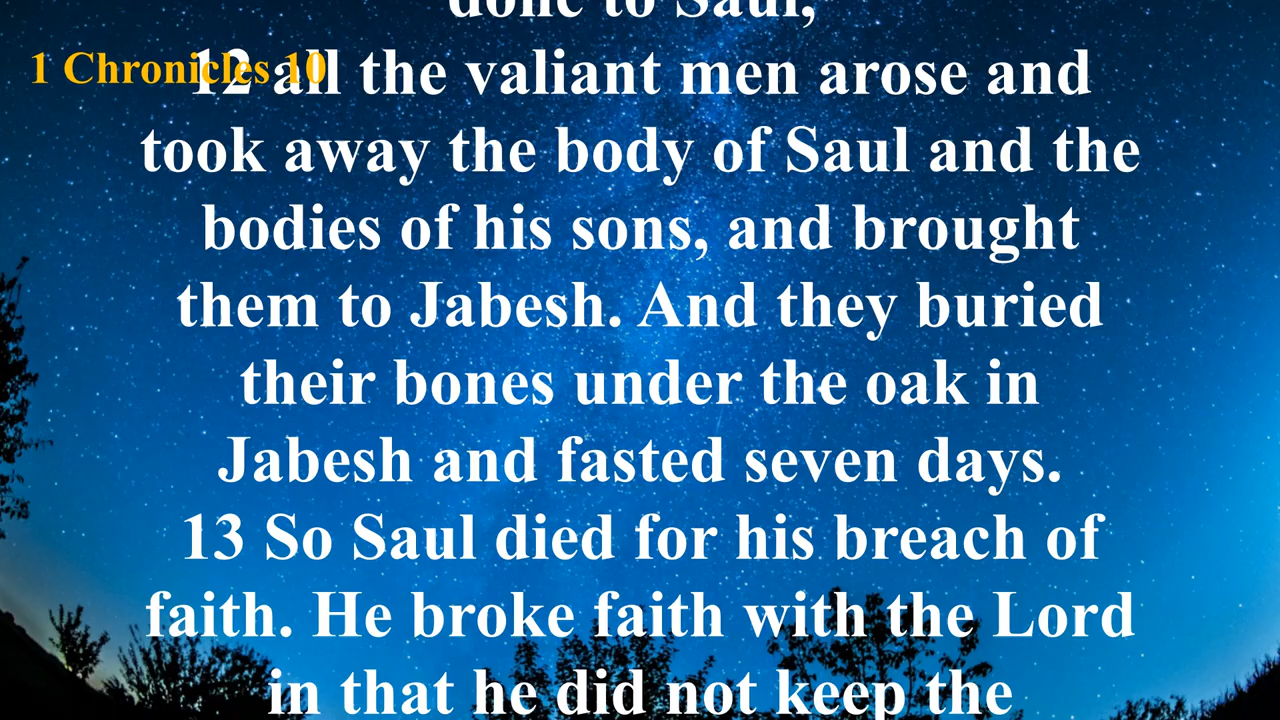 done to Saul,
1 Chronicles 10
12 all the valiant men arose and
took away the body of Saul and the
bodies of his sons, and brought
them to Jabesh. And they buried
their bones under the oak in
Jabesh and fasted seven days.
13 So Saul died for his breach of
faith. He broke faith with the Lord
in that he did not keep the